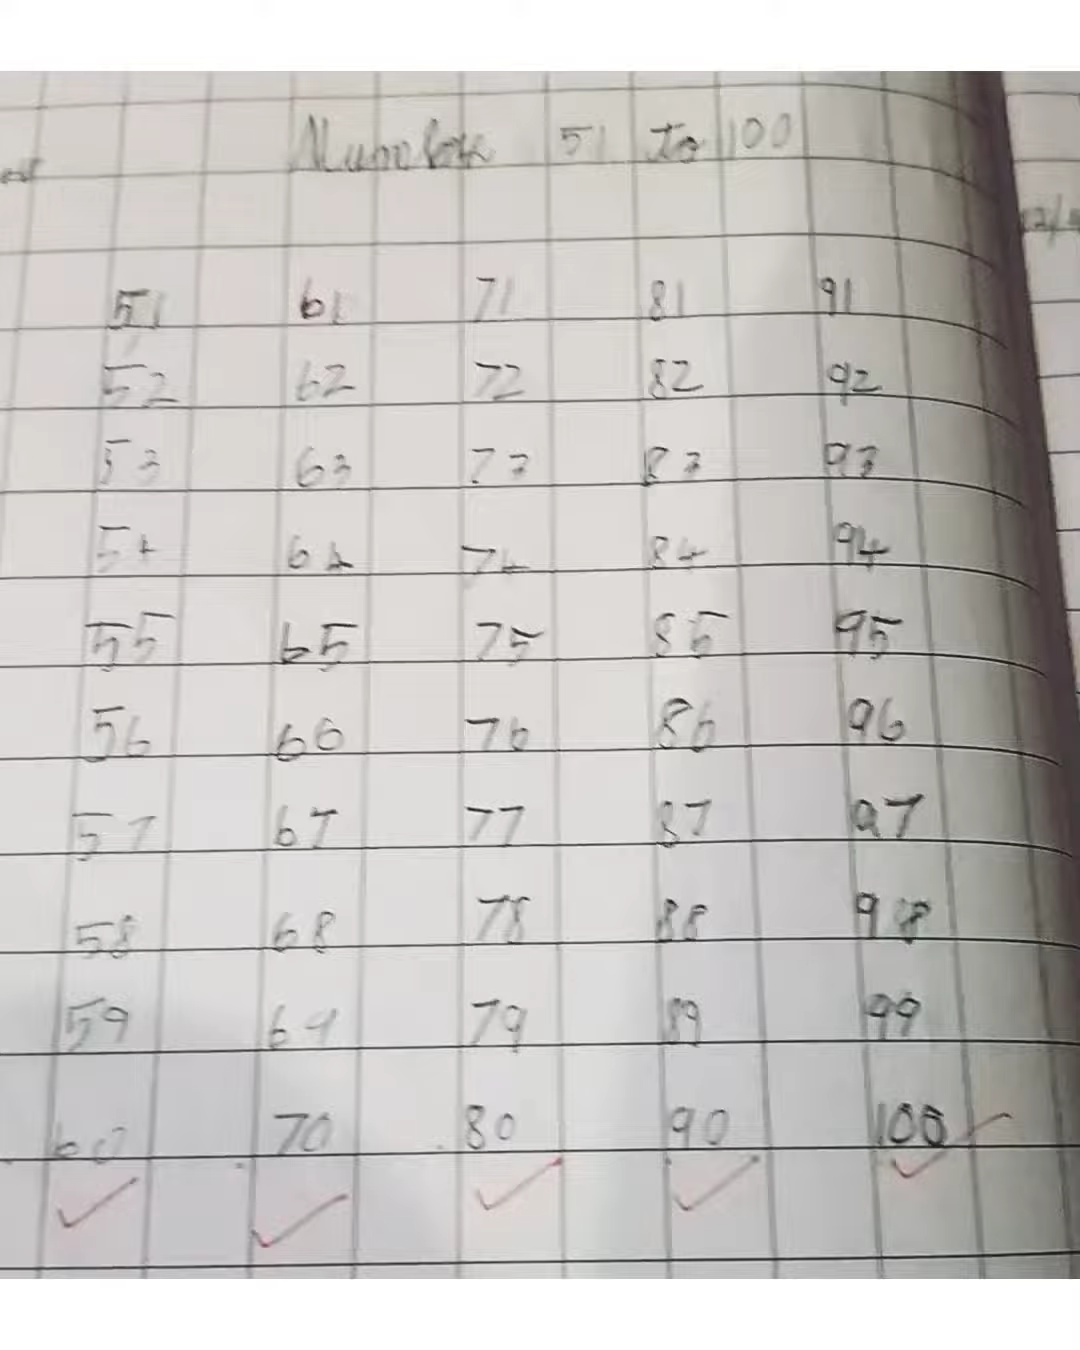 Number 51 To 100
51 61 71 81 91
52 62 72 82 92
53 63 73 83 93
54 64 74 84 94
55 65 75 85 95
56 66 76 86 96
57 67 77 87 97
58 68 78 88 98
59 69 79 89 99
60 70 80 90 100